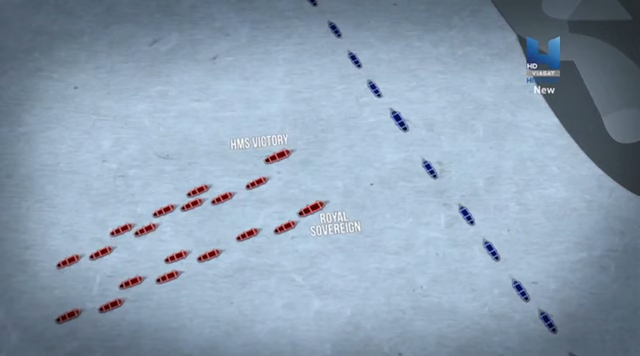 HD
VIASAT
New
HMS VICTORY
ROYAL
SOVEREIGN